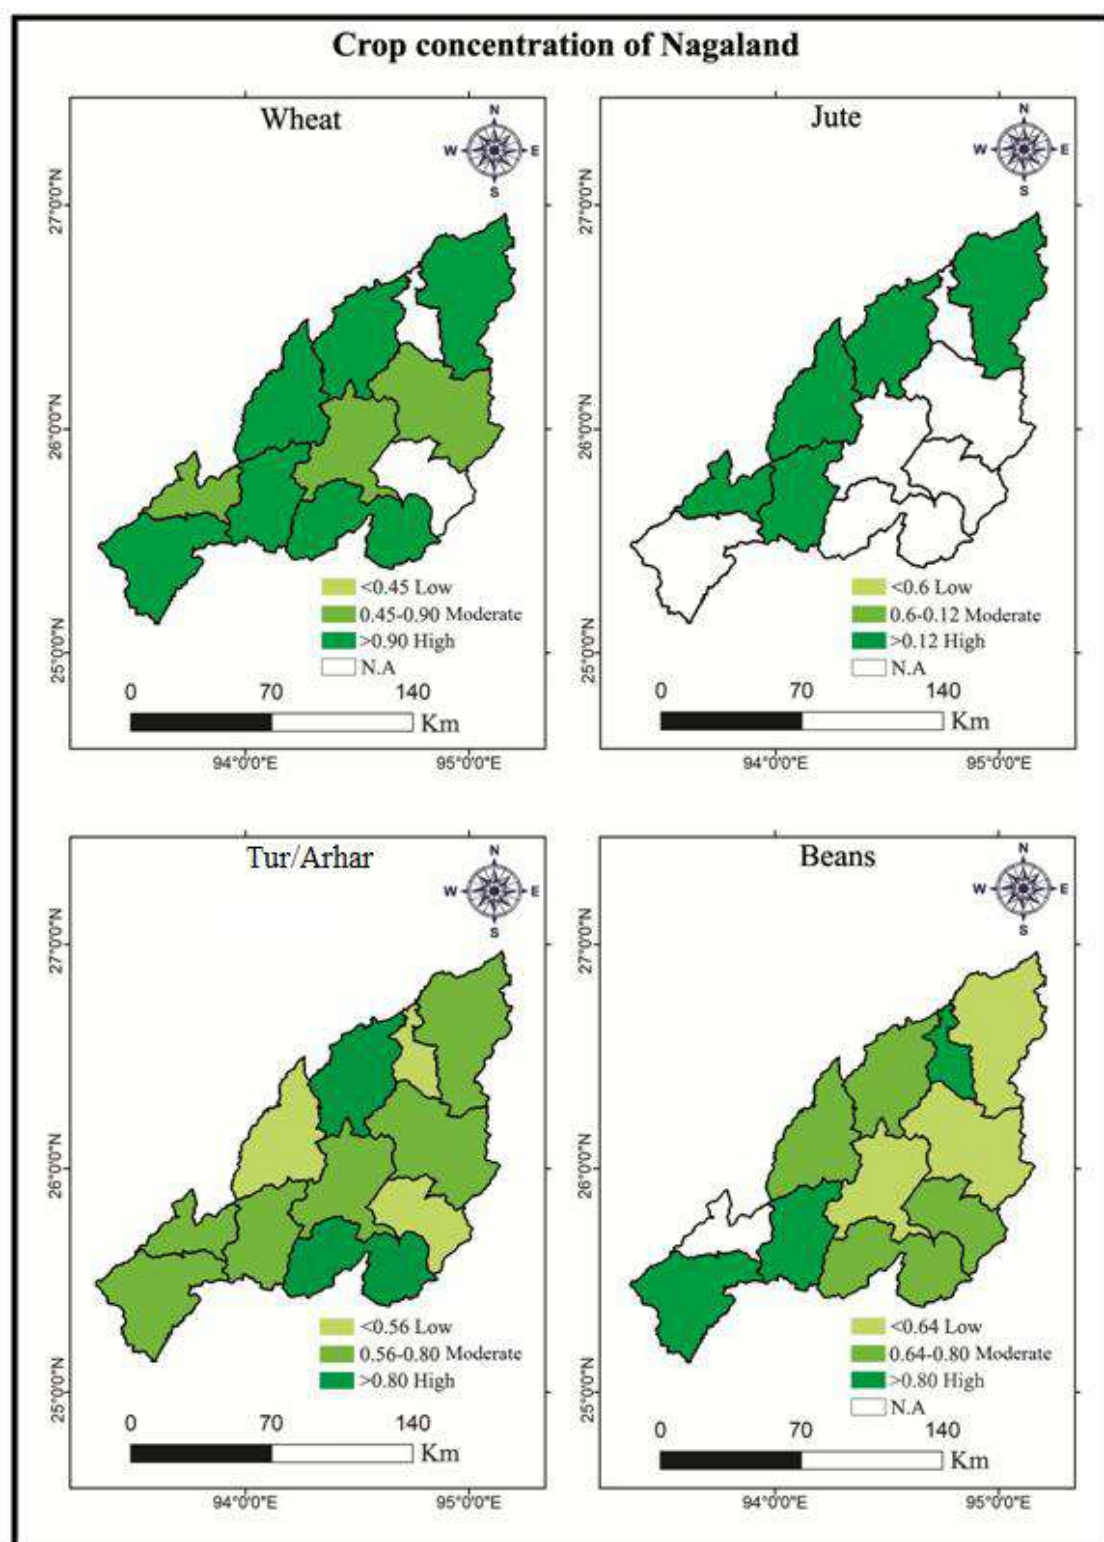 Crop concentration of Nagaland
Wheat
N
W E
S
27°0'0"N
26°0'0"N
25°0'0"N
<0.45 Low
0.45-0.90 Moderate
>0.90 High
N.A
0 70 140
Km
94°0'0"E 95°0'0"E
Jute
N
W E
S
27°0'0"N
26°0'0"N
25°0'0"N
<0.6 Low
0.6-0.12 Moderate
>0.12 High
N.A
0 70 140
Km
94°0'0"E 95°0'0"E
Tur/Arhar
N
W E
S
27°0'0"N
26°0'0"N
25°0'0"N
<0.56 Low
0.56-0.80 Moderate
>0.80 High
0 70 140
Km
94°0'0"E 95°0'0"E
Beans
N
W E
S
27°0'0"N
26°0'0"N
25°0'0"N
<0.64 Low
0.64-0.80 Moderate
>0.80 High
N.A
0 70 140
Km
94°0'0"E 95°0'0"E